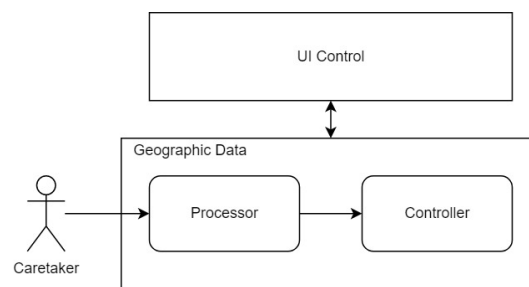 UI Control
Geographic Data
Processor
Controller
Caretaker